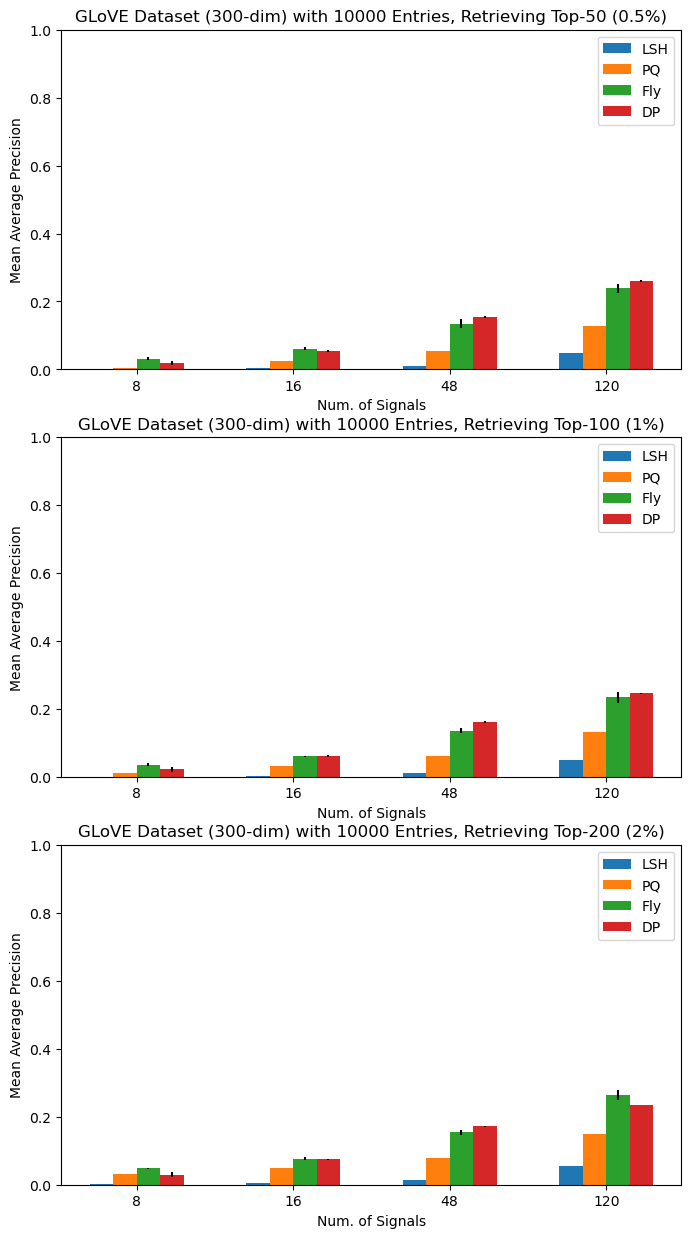 GLoVE Dataset (300-dim) with 10000 Entries, Retrieving Top-50 (0.5%)
1.0
0.8
0.6
0.4
0.2
0.0
Mean Average Precision
LSH
PQ
Fly
DP
8 16 48 120
Num. of Signals
GLoVE Dataset (300-dim) with 10000 Entries, Retrieving Top-100 (1%)
1.0
0.8
0.6
0.4
0.2
0.0
Mean Average Precision
LSH
PQ
Fly
DP
8 16 48 120
Num. of Signals
GLoVE Dataset (300-dim) with 10000 Entries, Retrieving Top-200 (2%)
1.0
0.8
0.6
0.4
0.2
0.0
Mean Average Precision
LSH
PQ
Fly
DP
8 16 48 120
Num. of Signals